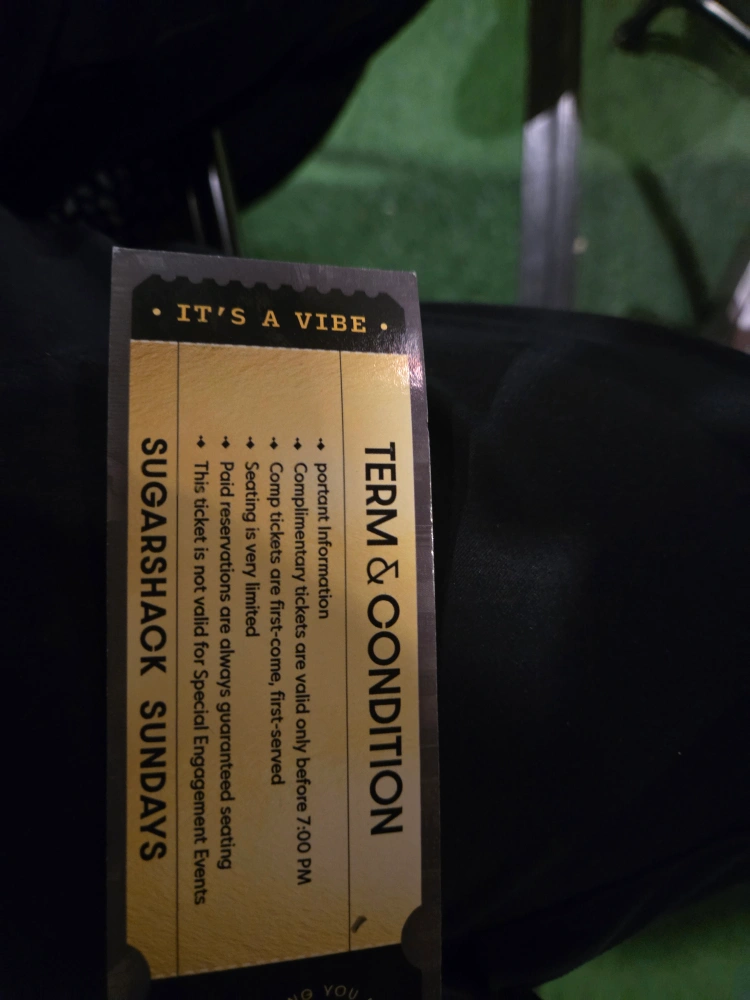 • IT'S A VIBE •
TERM & CONDITION
→ portant Information
→ Complimentary tickets are valid only before 7:00 PM
→ Comp tickets are first-come, first-served
→ Seating is very limited
→ Paid reservations are always guaranteed seating
→ This ticket is not valid for Special Engagement Events
SUGARSHACK SUNDAYS
YOU